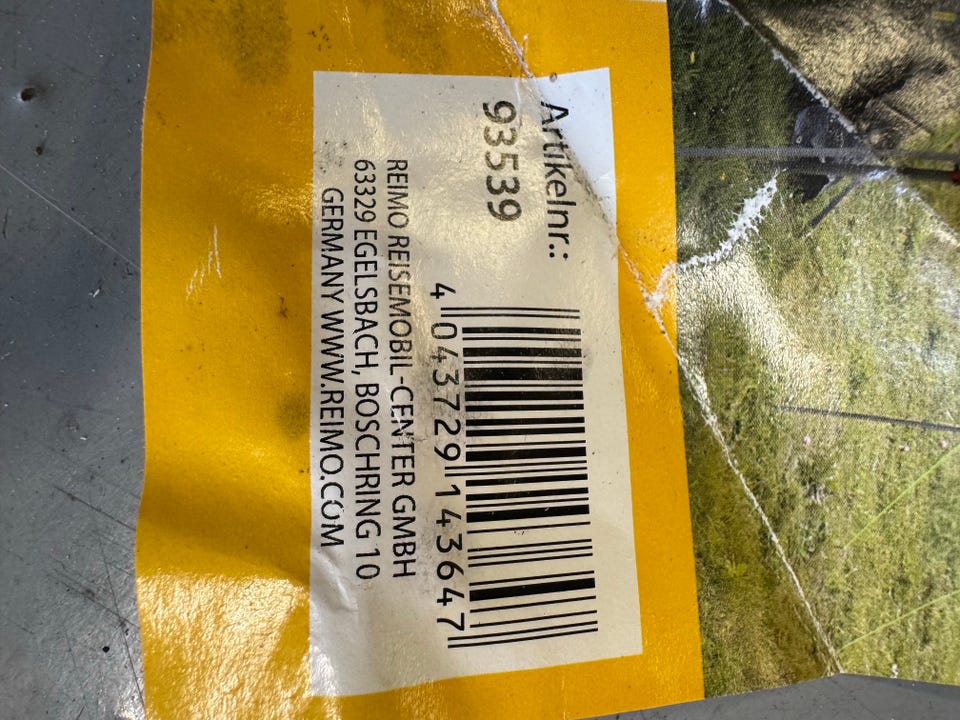 Artikelnr.:
93539
4 043729 143647
REIMO REISEMOBIL-CENTER GMBH
63329 EGELSBACH, BOSCHRING 10
GERMANY WWW.REIMO.COM